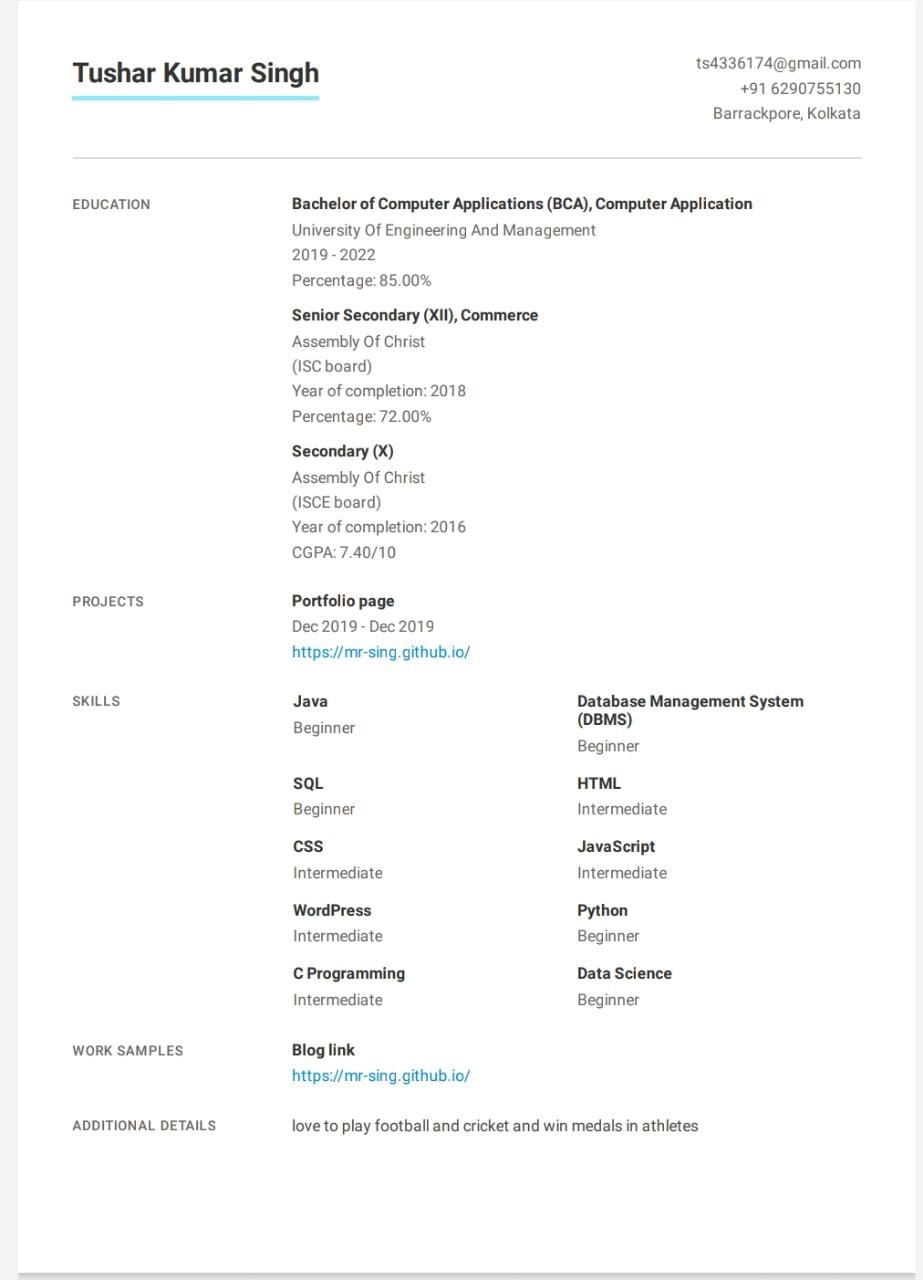 Tushar Kumar Singh
ts4336174@gmail.com
+91 6290755130
Barrackpore, Kolkata
EDUCATION
Bachelor of Computer Applications (BCA), Computer Application
University Of Engineering And Management
2019 - 2022
Percentage: 85.00%
Senior Secondary (XII), Commerce
Assembly Of Christ
(ISC board)
Year of completion: 2018
Percentage: 72.00%
Secondary (X)
Assembly Of Christ
(ISCE board)
Year of completion: 2016
CGPA: 7.40/10
PROJECTS
Portfolio page
Dec 2019 - Dec 2019
https://mr-sing.github.io/
SKILLS
Java
Beginner
Database Management System
(DBMS)
Beginner
SQL
Beginner
HTML
Intermediate
CSS
Intermediate
JavaScript
Intermediate
WordPress
Intermediate
Python
Beginner
C Programming
Intermediate
Data Science
Beginner
WORK SAMPLES
Blog link
https://mr-sing.github.io/
ADDITIONAL DETAILS
love to play football and cricket and win medals in athletes